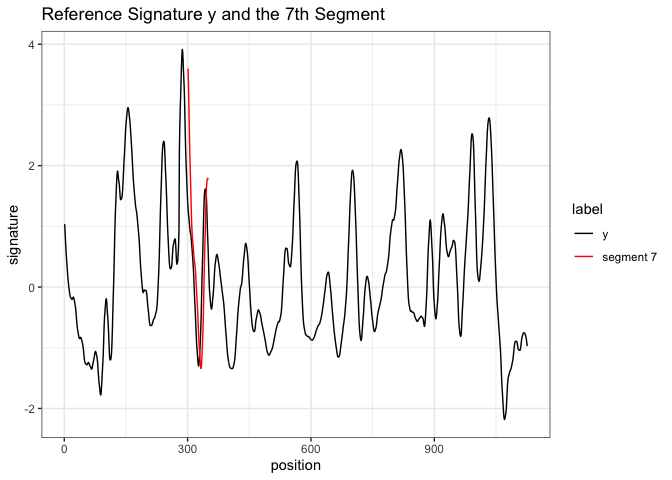 Reference Signature y and the 7th Segment
4
2
0
-2
signature
0
300
600
900
position
label
y
segment 7